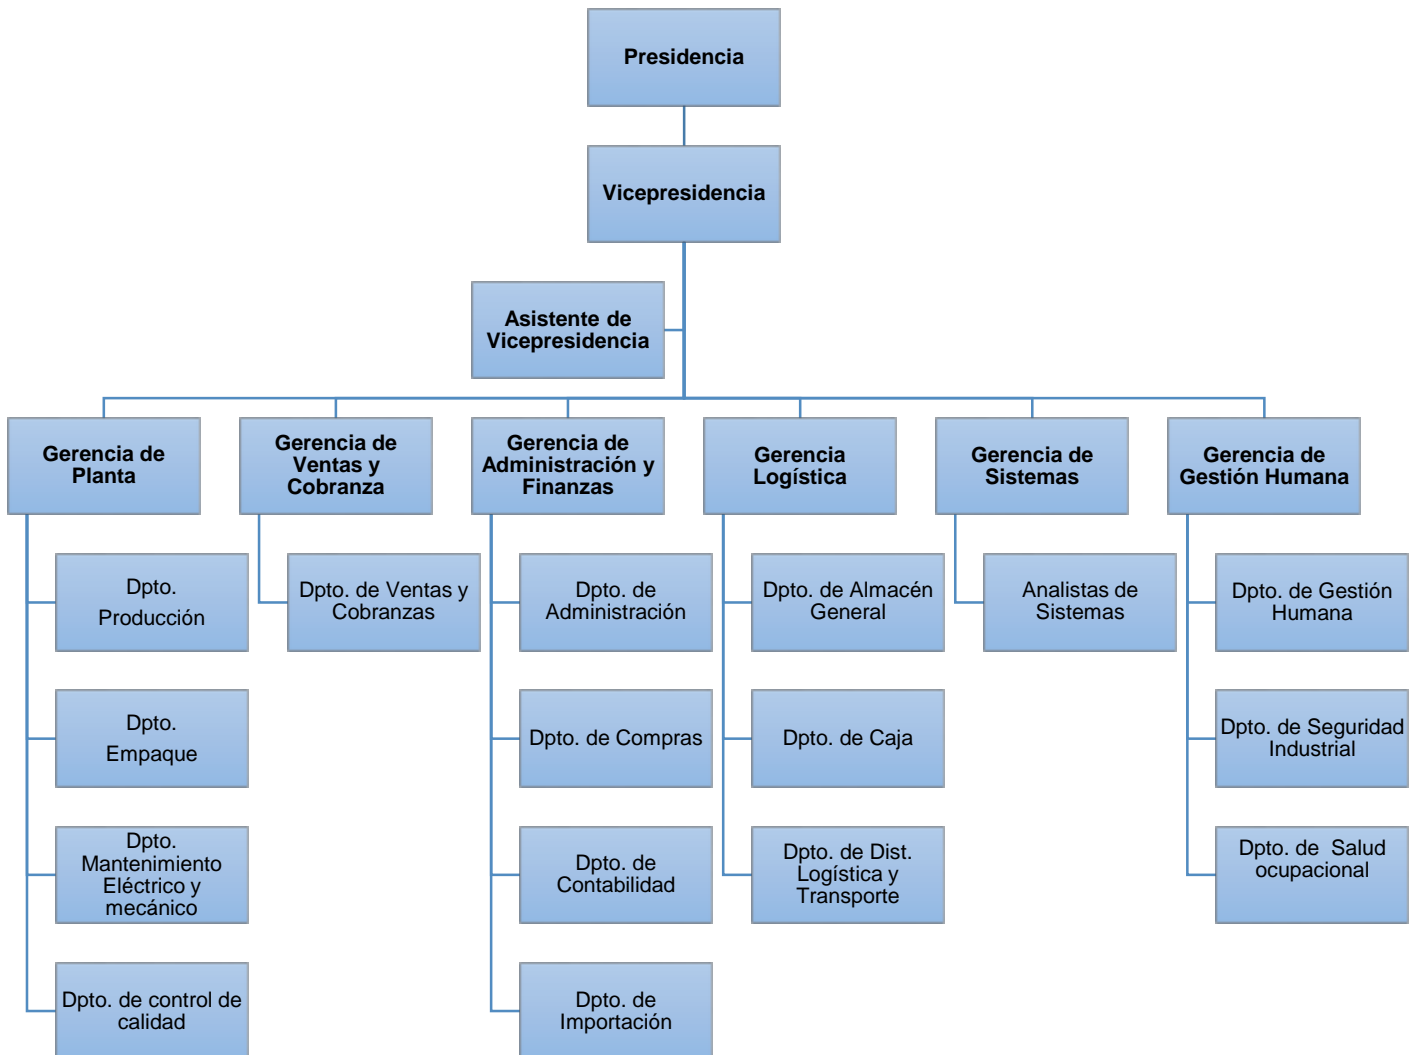 Presidencia
Vicepresidencia
Asistente de
Vicepresidencia
Gerencia de
Planta
Gerencia de
Ventas y
Cobranza
Gerencia de
Administración y
Finanzas
Gerencia
Logística
Gerencia de
Sistemas
Gerencia de
Gestión Humana
Dpto.
Producción
Dpto. de Ventas y
Cobranzas
Dpto. de
Administración
Dpto. de Almacén
General
Analistas de
Sistemas
Dpto. de Gestión
Humana
Dpto.
Empaque
Dpto. de Compras
Dpto. de Caja
Dpto. de Seguridad
Industrial
Dpto.
Mantenimiento
Eléctrico y
mecánico
Dpto. de
Contabilidad
Dpto. de Dist.
Logística y
Transporte
Dpto. de  Salud
ocupacional
Dpto. de control de
calidad
Dpto. de
Importación